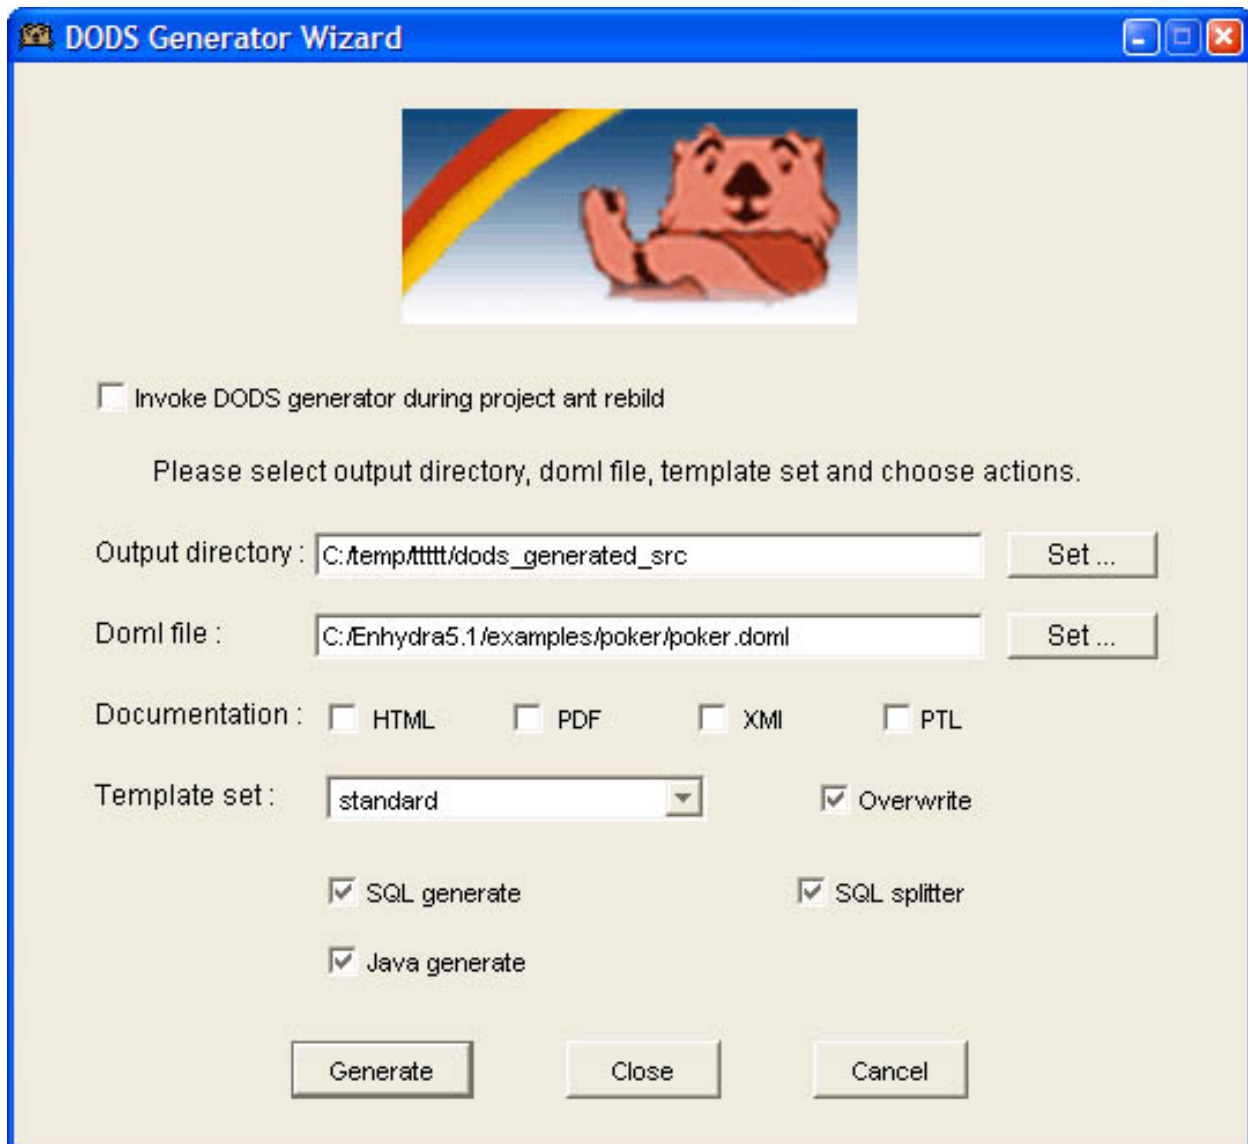 DODS Generator Wizard
Invoke DODS generator during project ant rebild
Please select output directory, doml file, template set and choose actions.
Output directory : C:/temp/ttttt/dods_generated_src Set ...
Doml file : C:/Enhydra5.1/examples/poker/poker.doml Set ...
Documentation : HTML PDF XMI PTL
Template set : standard Overwrite
SQL generate SQL splitter
Java generate
Generate Close Cancel